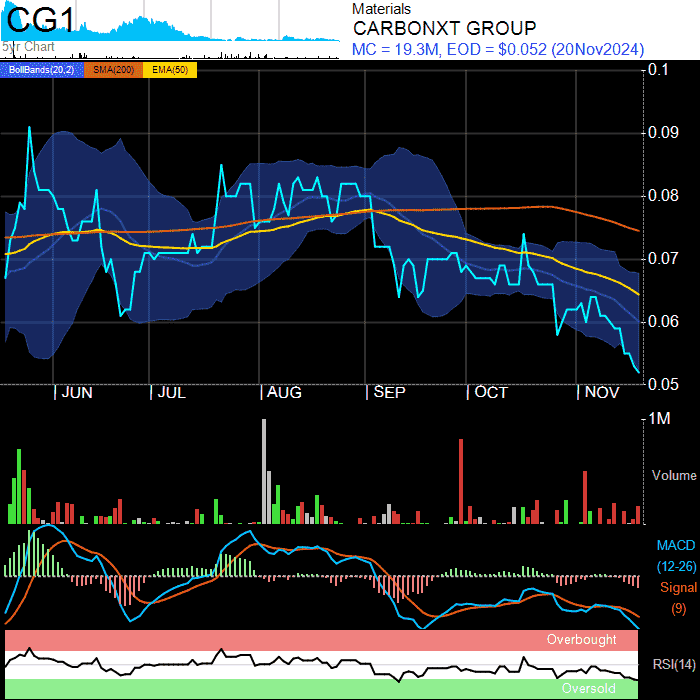 CG1
5yr Chart
Materials
CARBONXT GROUP
MC = 19.3M, EOD = $0.052 (20Nov2024)
BollBands(20,2) SMA(200) EMA(50)
0.1
0.09
0.08
0.07
0.06
0.05
JUN JUL AUG SEP OCT NOV
1M
Volume
MACD
(12-26)
Signal
(9)
Overbought
RSI(14)
Oversold